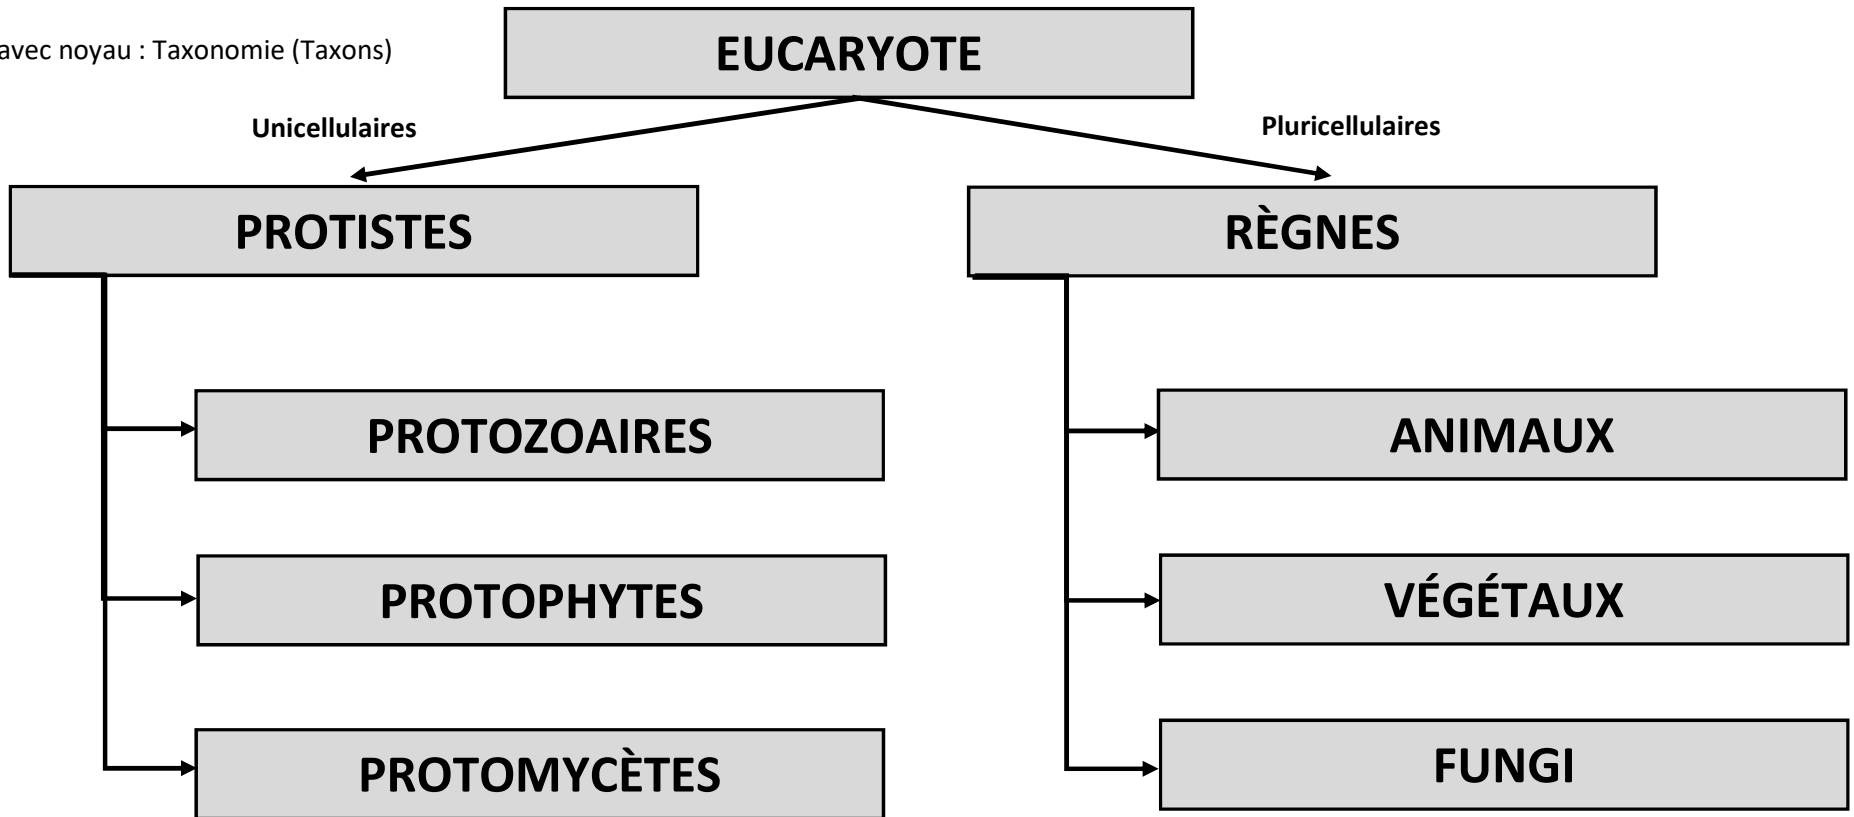 avec noyau : Taxonomie (Taxons)
EUCARYOTE
Unicellulaires
Pluricellulaires
PROTISTES
RÈGNES
PROTOZOAIRES
ANIMAUX
PROTOPHYTES
VÉGÉTAUX
PROTOMYCÈTES
FUNGI